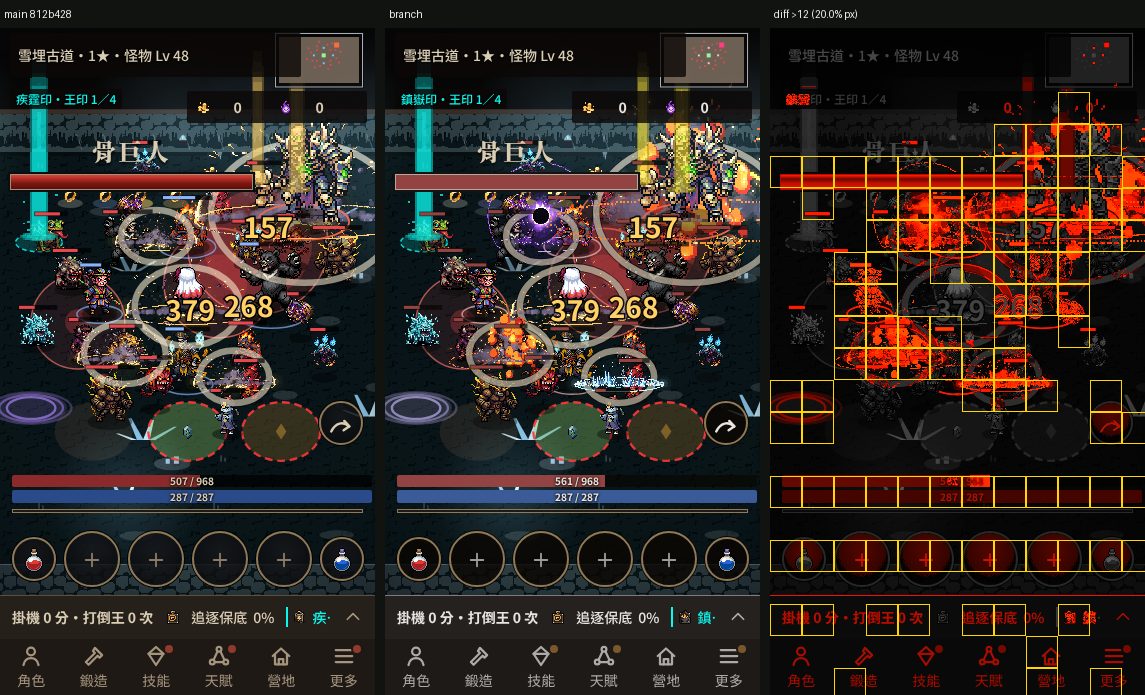 main 812b428
雪埋古道・1★・怪物 Lv 48
疾霆印・王印 1／4
0
0
骨巨人
157
379
268
507 / 968
287 / 287
掛機 0 分・打倒王 0 次
追逐保底 0%
疾·
角色
鍛造
技能
天賦
營地
更多
branch
雪埋古道・1★・怪物 Lv 48
鎮嶽印・王印 1／4
0
0
骨巨人
157
379
268
561 / 968
287 / 287
掛機 0 分・打倒王 0 次
追逐保底 0%
鎮·
角色
鍛造
技能
天賦
營地
更多
diff >12 (20.0% px)
雪埋古道・1★・怪物 Lv 48
印・王印 1／4
0
0
骨巨人
157
379
287 / 287
掛機 0 分・打倒王 0 次
追逐保底 0%
角色
鍛造
技能
天賦
營地
更多